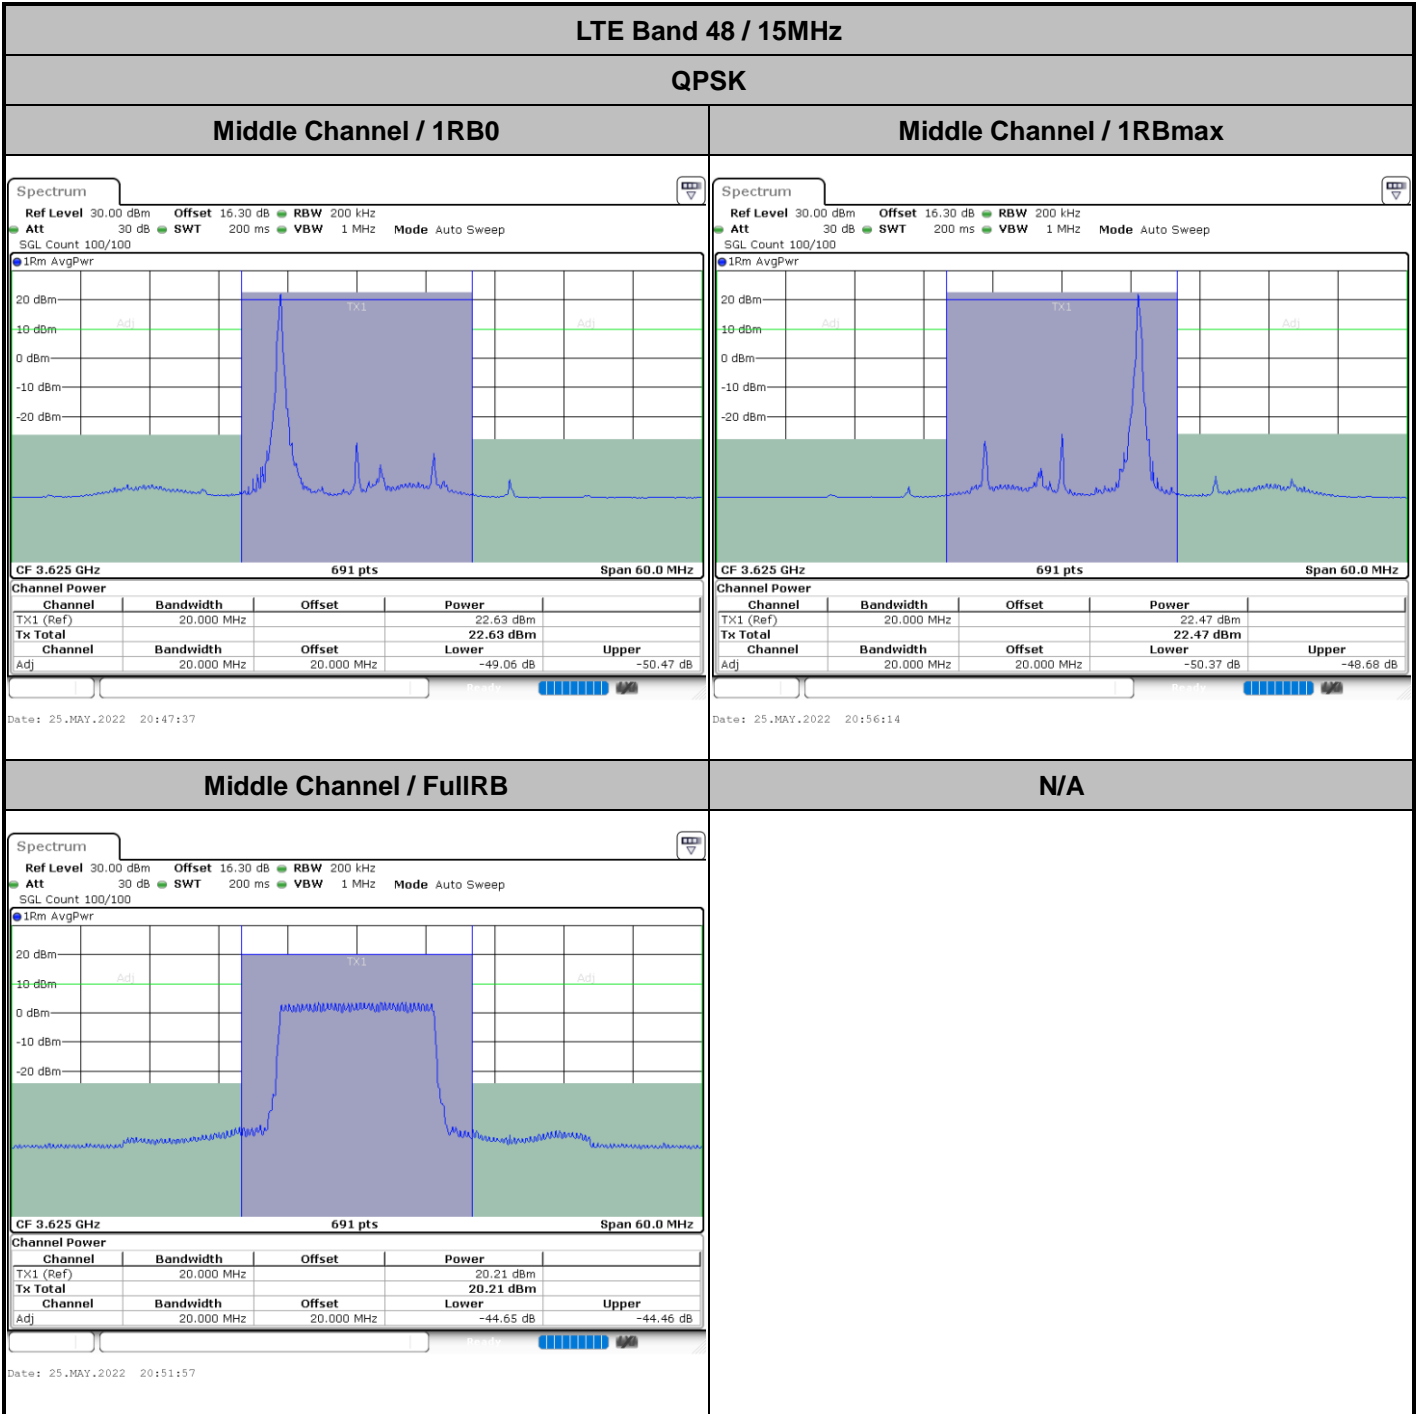 LTE Band 48 / 15MHz
QPSK
Middle Channel / 1RB0
Middle Channel / 1RBmax
Spectrum
Ref Level 30.00 dBm Offset 16.30 dB RBW 200 kHz
Att 30 dB SWT 200 ms VBW 1 MHz Mode Auto Sweep
SGL Count 100/100
1Rm AvgPwr
TX1
20 dBm
Adj
Adj
10 dBm
0 dBm
-10 dBm
-20 dBm
CF 3.625 GHz 691 pts Span 60.0 MHz
Channel Power
Channel Bandwidth Offset Power
TX1 (Ref) 20.000 MHz 22.63 dBm
Tx Total 22.63 dBm
Channel Bandwidth Offset Lower Upper
Adj 20.000 MHz 20.000 MHz -49.06 dB -50.47 dB
Ready
Date: 25.MAY.2022 20:47:37
Spectrum
Ref Level 30.00 dBm Offset 16.30 dB RBW 200 kHz
Att 30 dB SWT 200 ms VBW 1 MHz Mode Auto Sweep
SGL Count 100/100
1Rm AvgPwr
TX1
20 dBm
Adj
Adj
10 dBm
0 dBm
-10 dBm
-20 dBm
CF 3.625 GHz 691 pts Span 60.0 MHz
Channel Power
Channel Bandwidth Offset Power
TX1 (Ref) 20.000 MHz 22.47 dBm
Tx Total 22.47 dBm
Channel Bandwidth Offset Lower Upper
Adj 20.000 MHz 20.000 MHz -50.37 dB -48.68 dB
Ready
Date: 25.MAY.2022 20:56:14
Middle Channel / FullRB
N/A
Spectrum
Ref Level 30.00 dBm Offset 16.30 dB RBW 200 kHz
Att 30 dB SWT 200 ms VBW 1 MHz Mode Auto Sweep
SGL Count 100/100
1Rm AvgPwr
20 dBm
TX1
Adj
Adj
10 dBm
0 dBm
-10 dBm
-20 dBm
CF 3.625 GHz 691 pts Span 60.0 MHz
Channel Power
Channel Bandwidth Offset Power
TX1 (Ref) 20.000 MHz 20.21 dBm
Tx Total 20.21 dBm
Channel Bandwidth Offset Lower Upper
Adj 20.000 MHz 20.000 MHz -44.65 dB -44.46 dB
Ready
Date: 25.MAY.2022 20:51:57